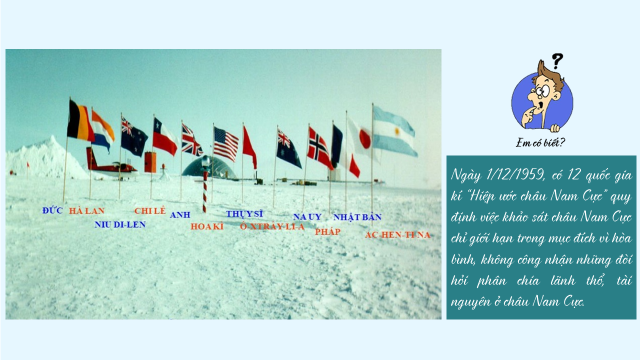 ĐỨC HÀ LAN
NIU DI-LEN
CHI LÊ
ANH
HOA KÌ
THỤY SĨ
Ô-XTRAY-LI-A
NA UY
PHÁP
NHẬT BẢN
AC-HEN-TI-NA
?
Em có biết?
Ngày 1/12/1959, có 12 quốc gia
kí “Hiệp ước châu Nam Cực” quy
định việc khảo sát châu Nam Cực
chỉ giới hạn trong mục đích vì hòa
bình, không công nhận những đòi
hỏi phân chia lãnh thổ, tài
nguyên ở châu Nam Cực.